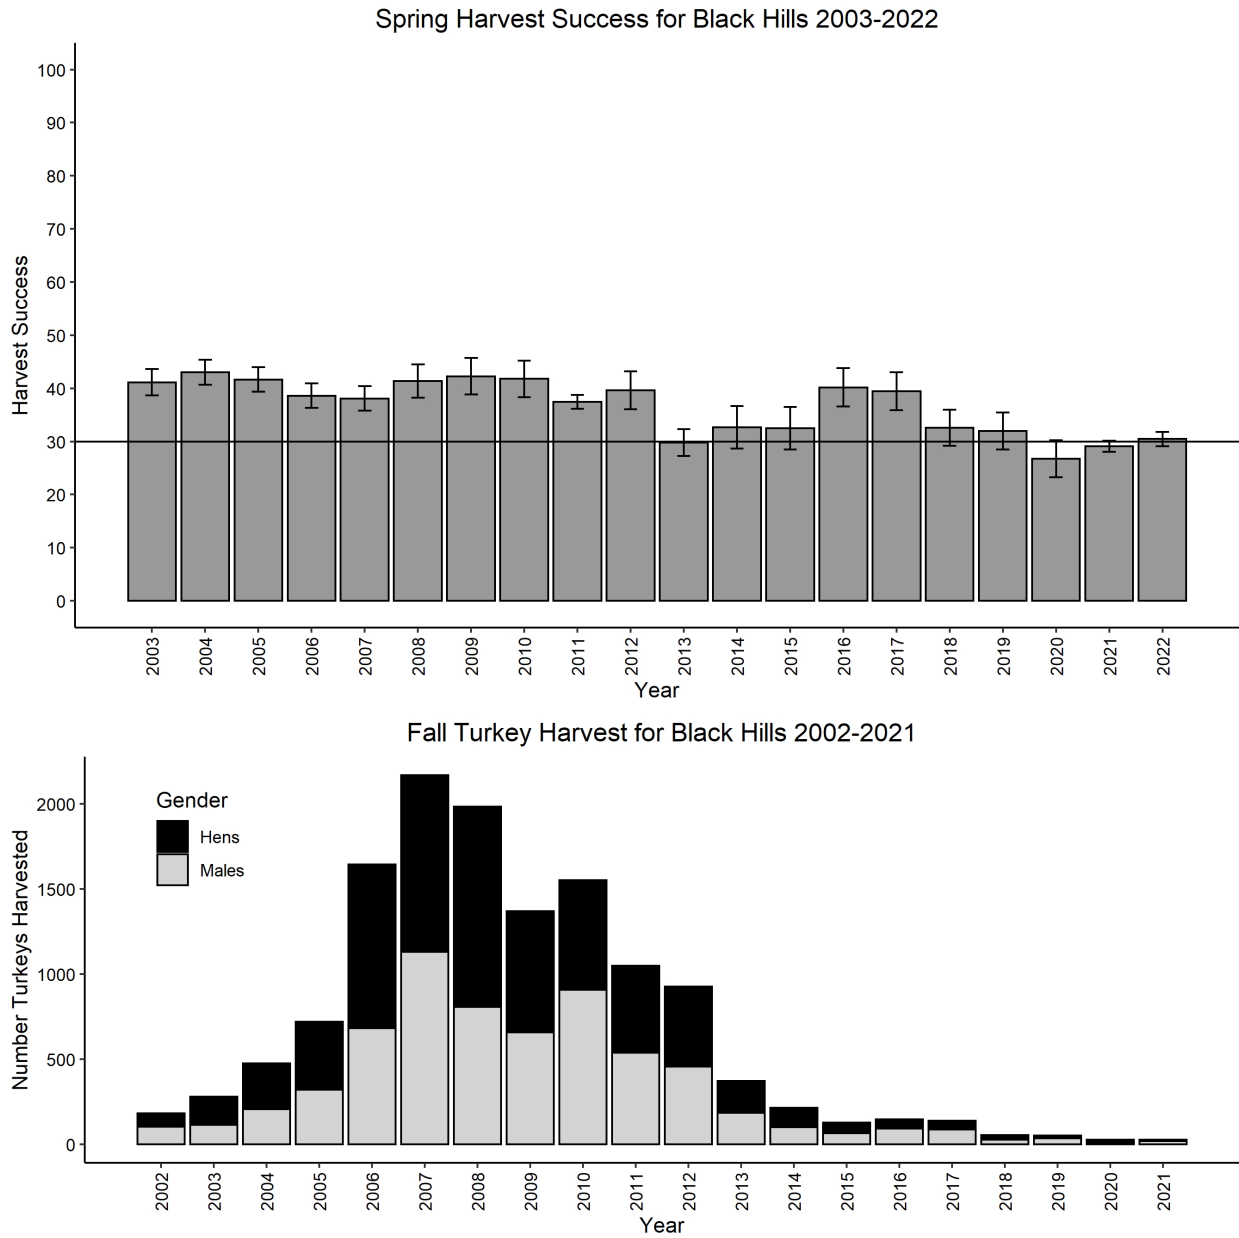 Spring Harvest Success for Black Hills 2003-2022
100
90
80
70
60
50
40
30
20
10
0
Harvest Success
2003 2004 2005 2006 2007 2008 2009 2010 2011 2012 2013 2014 2015 2016 2017 2018 2019 2020 2021 2022
Year
Fall Turkey Harvest for Black Hills 2002-2021
Gender
Hens
Males
2000
1500
1000
500
0
Number Turkeys Harvested
2002 2003 2004 2005 2006 2007 2008 2009 2010 2011 2012 2013 2014 2015 2016 2017 2018 2019 2020 2021
Year